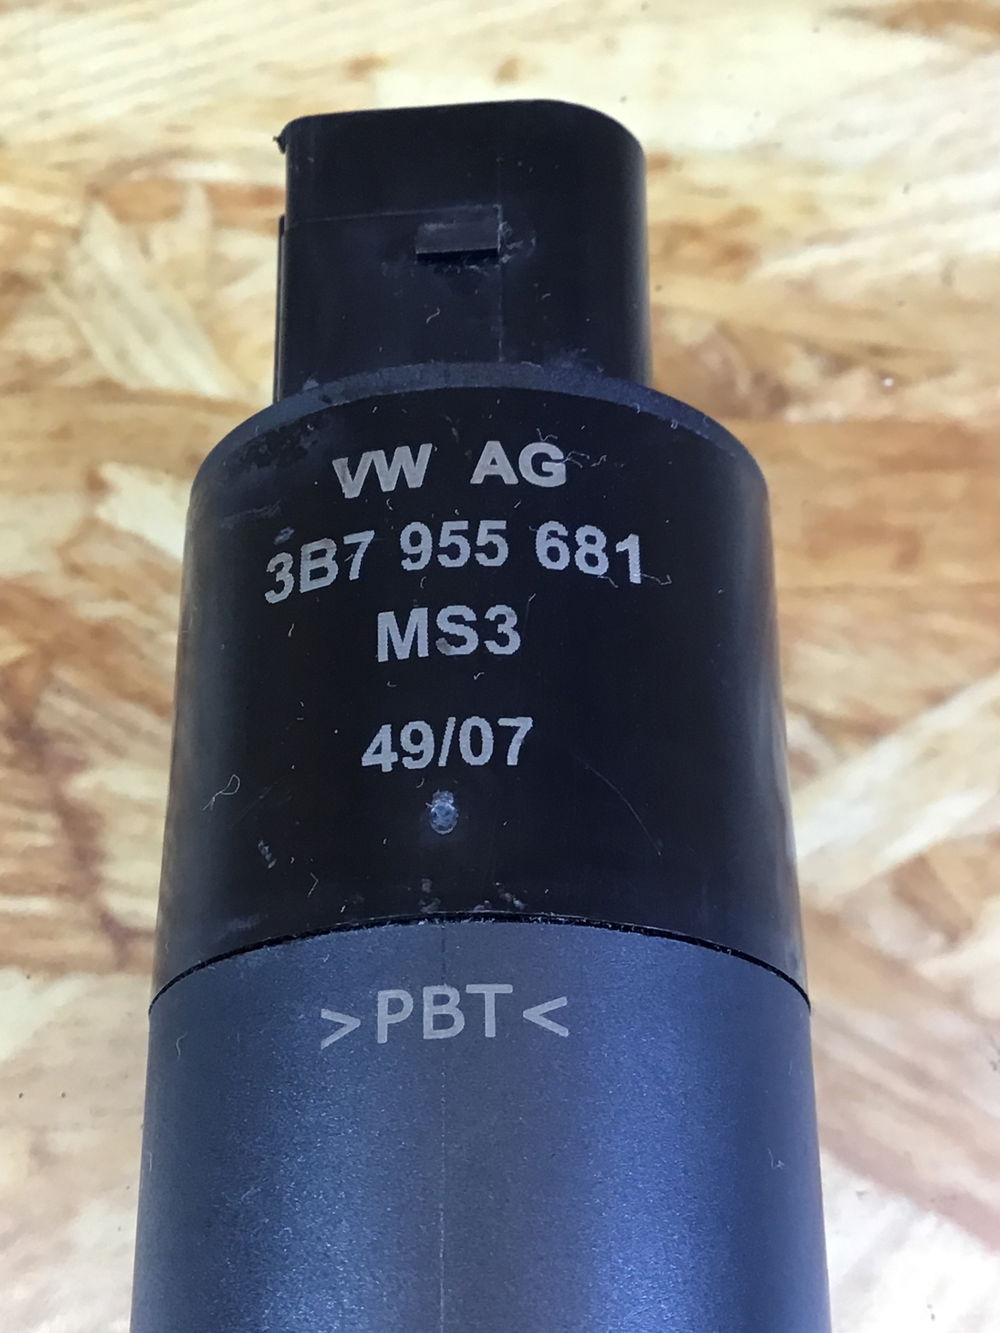 VW AG
3B7 955 681
MS3
49/07
>PBT<